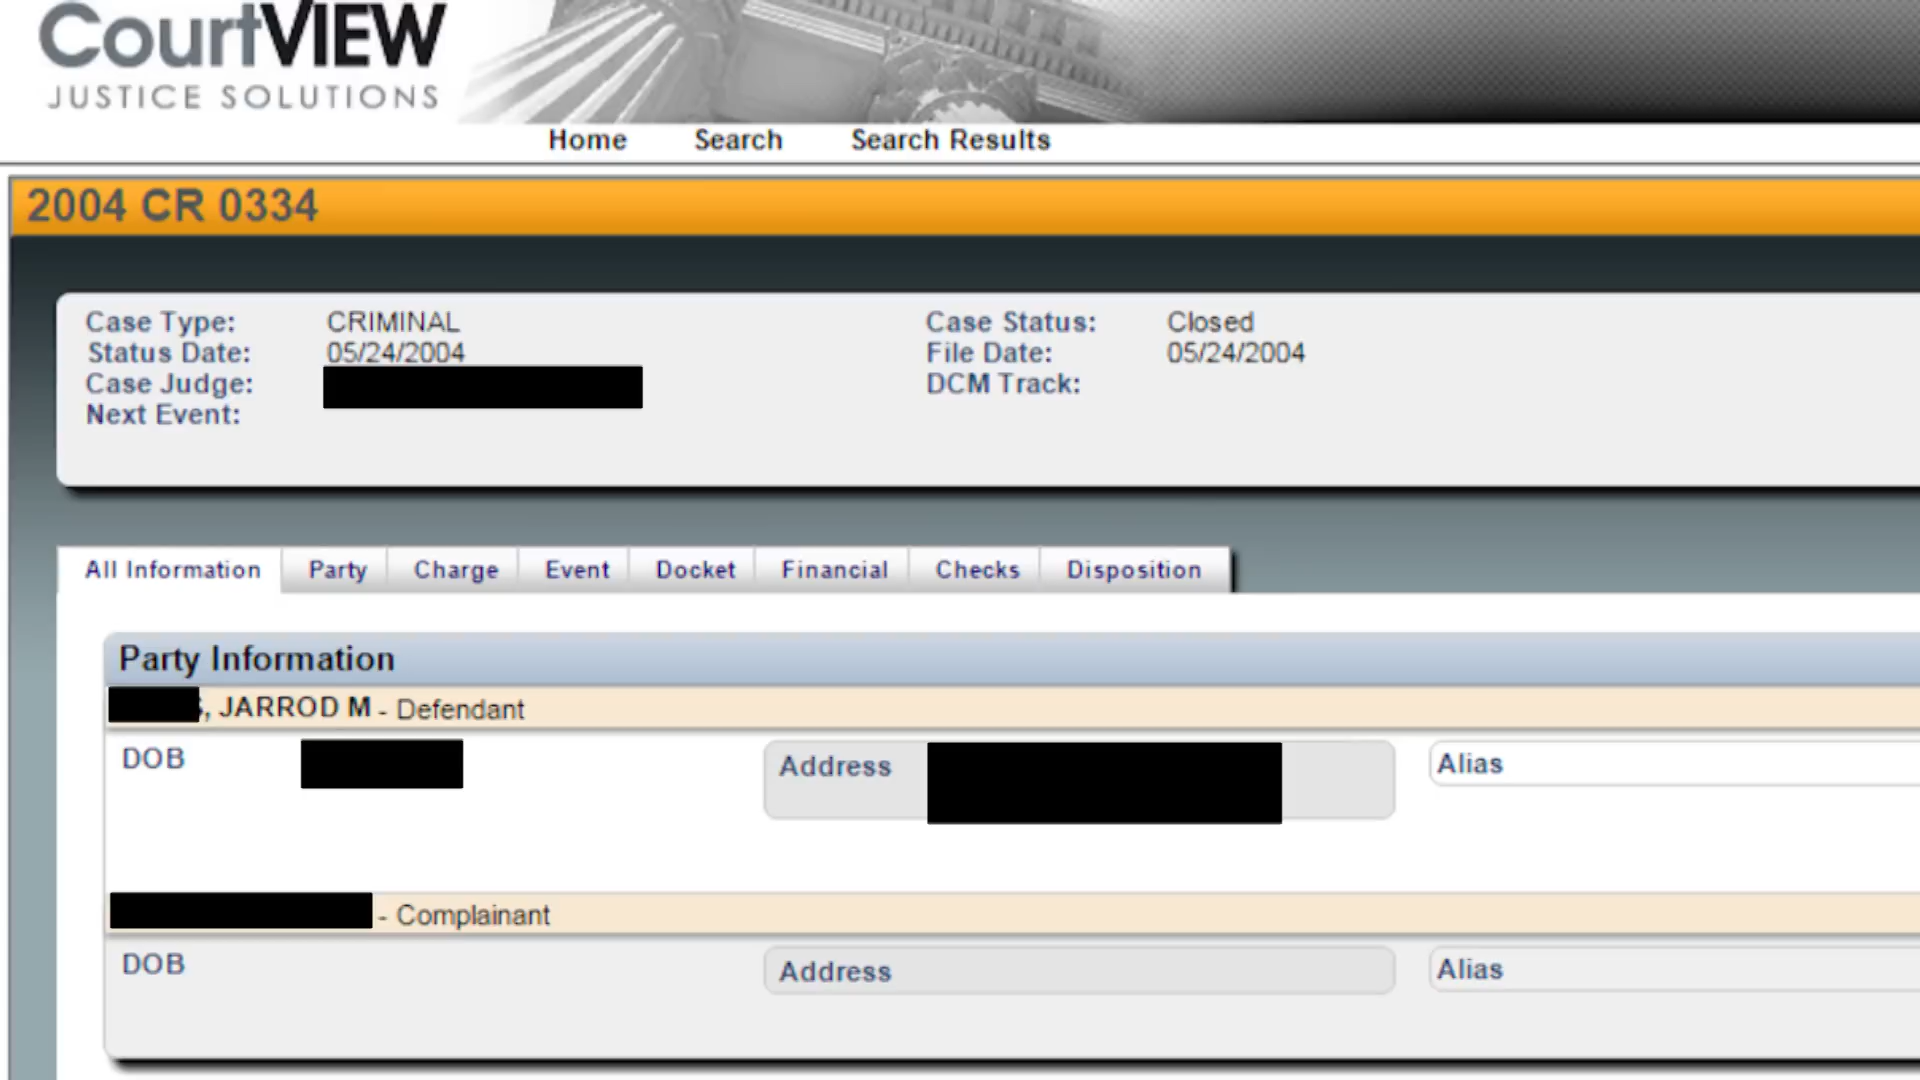 CourtVIEW
JUSTICE SOLUTIONS
Home Search Search Results
2004 CR 0334
Case Type: CRIMINAL Case Status: Closed
Status Date: 05/24/2004 File Date: 05/24/2004
Case Judge: DCM Track:
Next Event:
All Information Party Charge Event Docket Financial Checks Disposition
Party Information
, JARROD M - Defendant
DOB Address Alias
- Complainant
DOB Address Alias